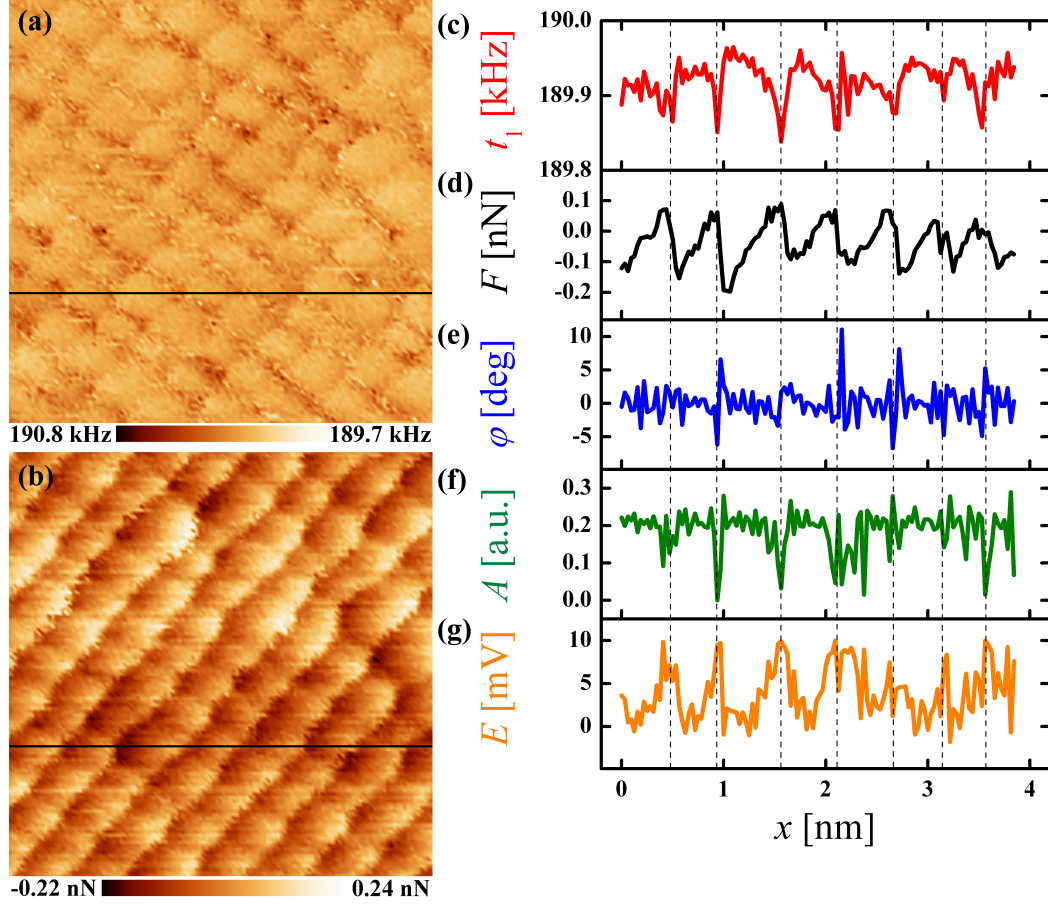 (a)
190.8 kHz 189.7 kHz
(b)
-0.22 nN 0.24 nN
(c)
t1 [kHz]
190.0
189.9
189.8
(d)
F [nN]
0.1
0.0
-0.1
-0.2
(e)
φ [deg]
10
5
0
-5
(f)
A [a.u.]
0.3
0.2
0.1
0.0
(g)
E [mV]
10
5
0
0 1 2 3 4
x [nm]